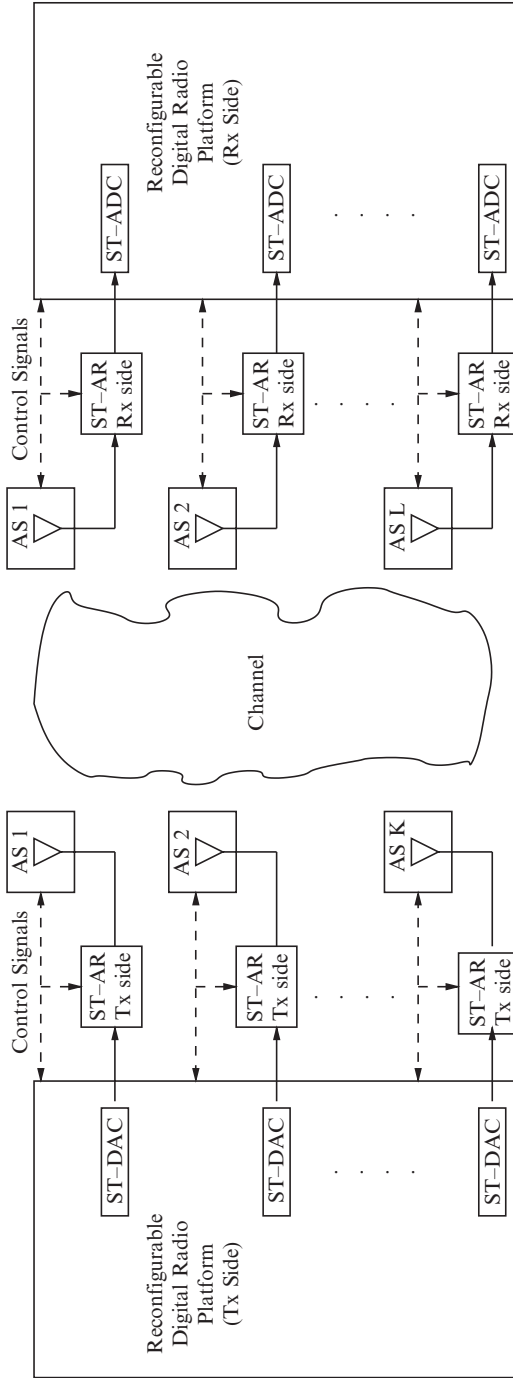 Reconfigurable
Digital Radio
Platform
(Tx Side)
ST–DAC
ST–DAC
. . . .
ST–DAC
Control Signals
ST–AR
Tx side
ST–AR
Tx side
. . . .
ST–AR
Tx side
AS 1
AS 2
AS K
Channel
AS 1
AS 2
AS L
Control Signals
ST–AR
Rx side
ST–AR
Rx side
. . . .
ST–AR
Rx side
ST–ADC
ST–ADC
. . . .
ST–ADC
Reconfigurable
Digital Radio
Platform
(Rx Side)